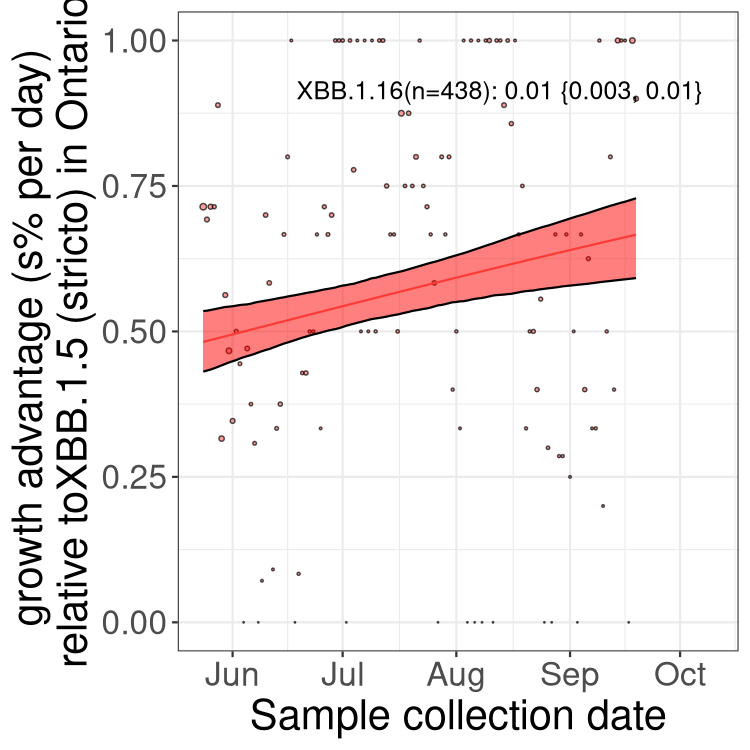 growth advantage (s% per day)
relative toXBB.1.5 (stricto) in Ontario
1.00
0.75
0.50
0.25
0.00
XBB.1.16(n=438): 0.01 {0.003, 0.01}
Jun Jul Aug Sep Oct
Sample collection date